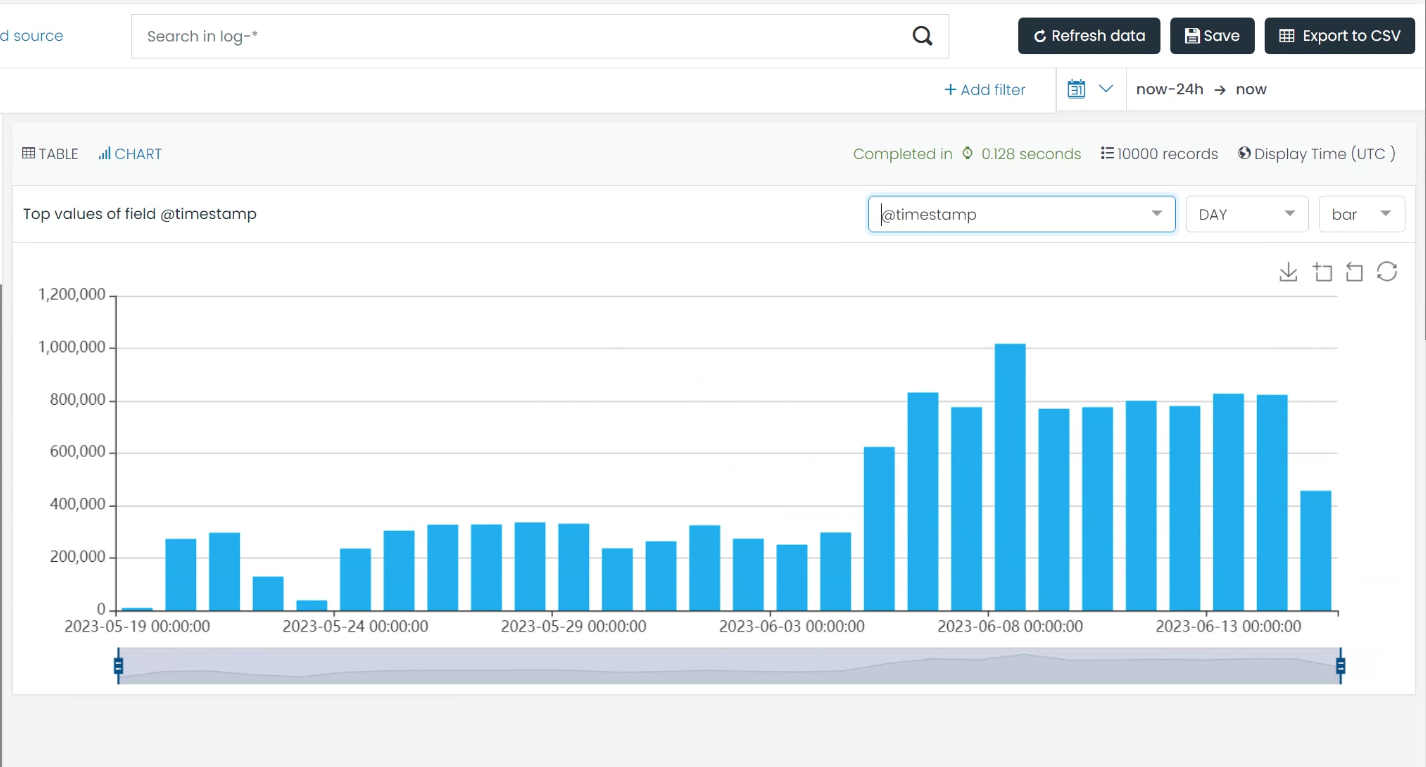 d source
Search in log-*
Refresh data
Save
Export to CSV
+ Add filter
31
now-24h → now
TABLE
CHART
Completed in 0.128 seconds
10000 records
Display Time (UTC )
Top values of field @timestamp
@timestamp
DAY
bar
1,200,000
1,000,000
800,000
600,000
400,000
200,000
0
2023-05-19 00:00:00
2023-05-24 00:00:00
2023-05-29 00:00:00
2023-06-03 00:00:00
2023-06-08 00:00:00
2023-06-13 00:00:00